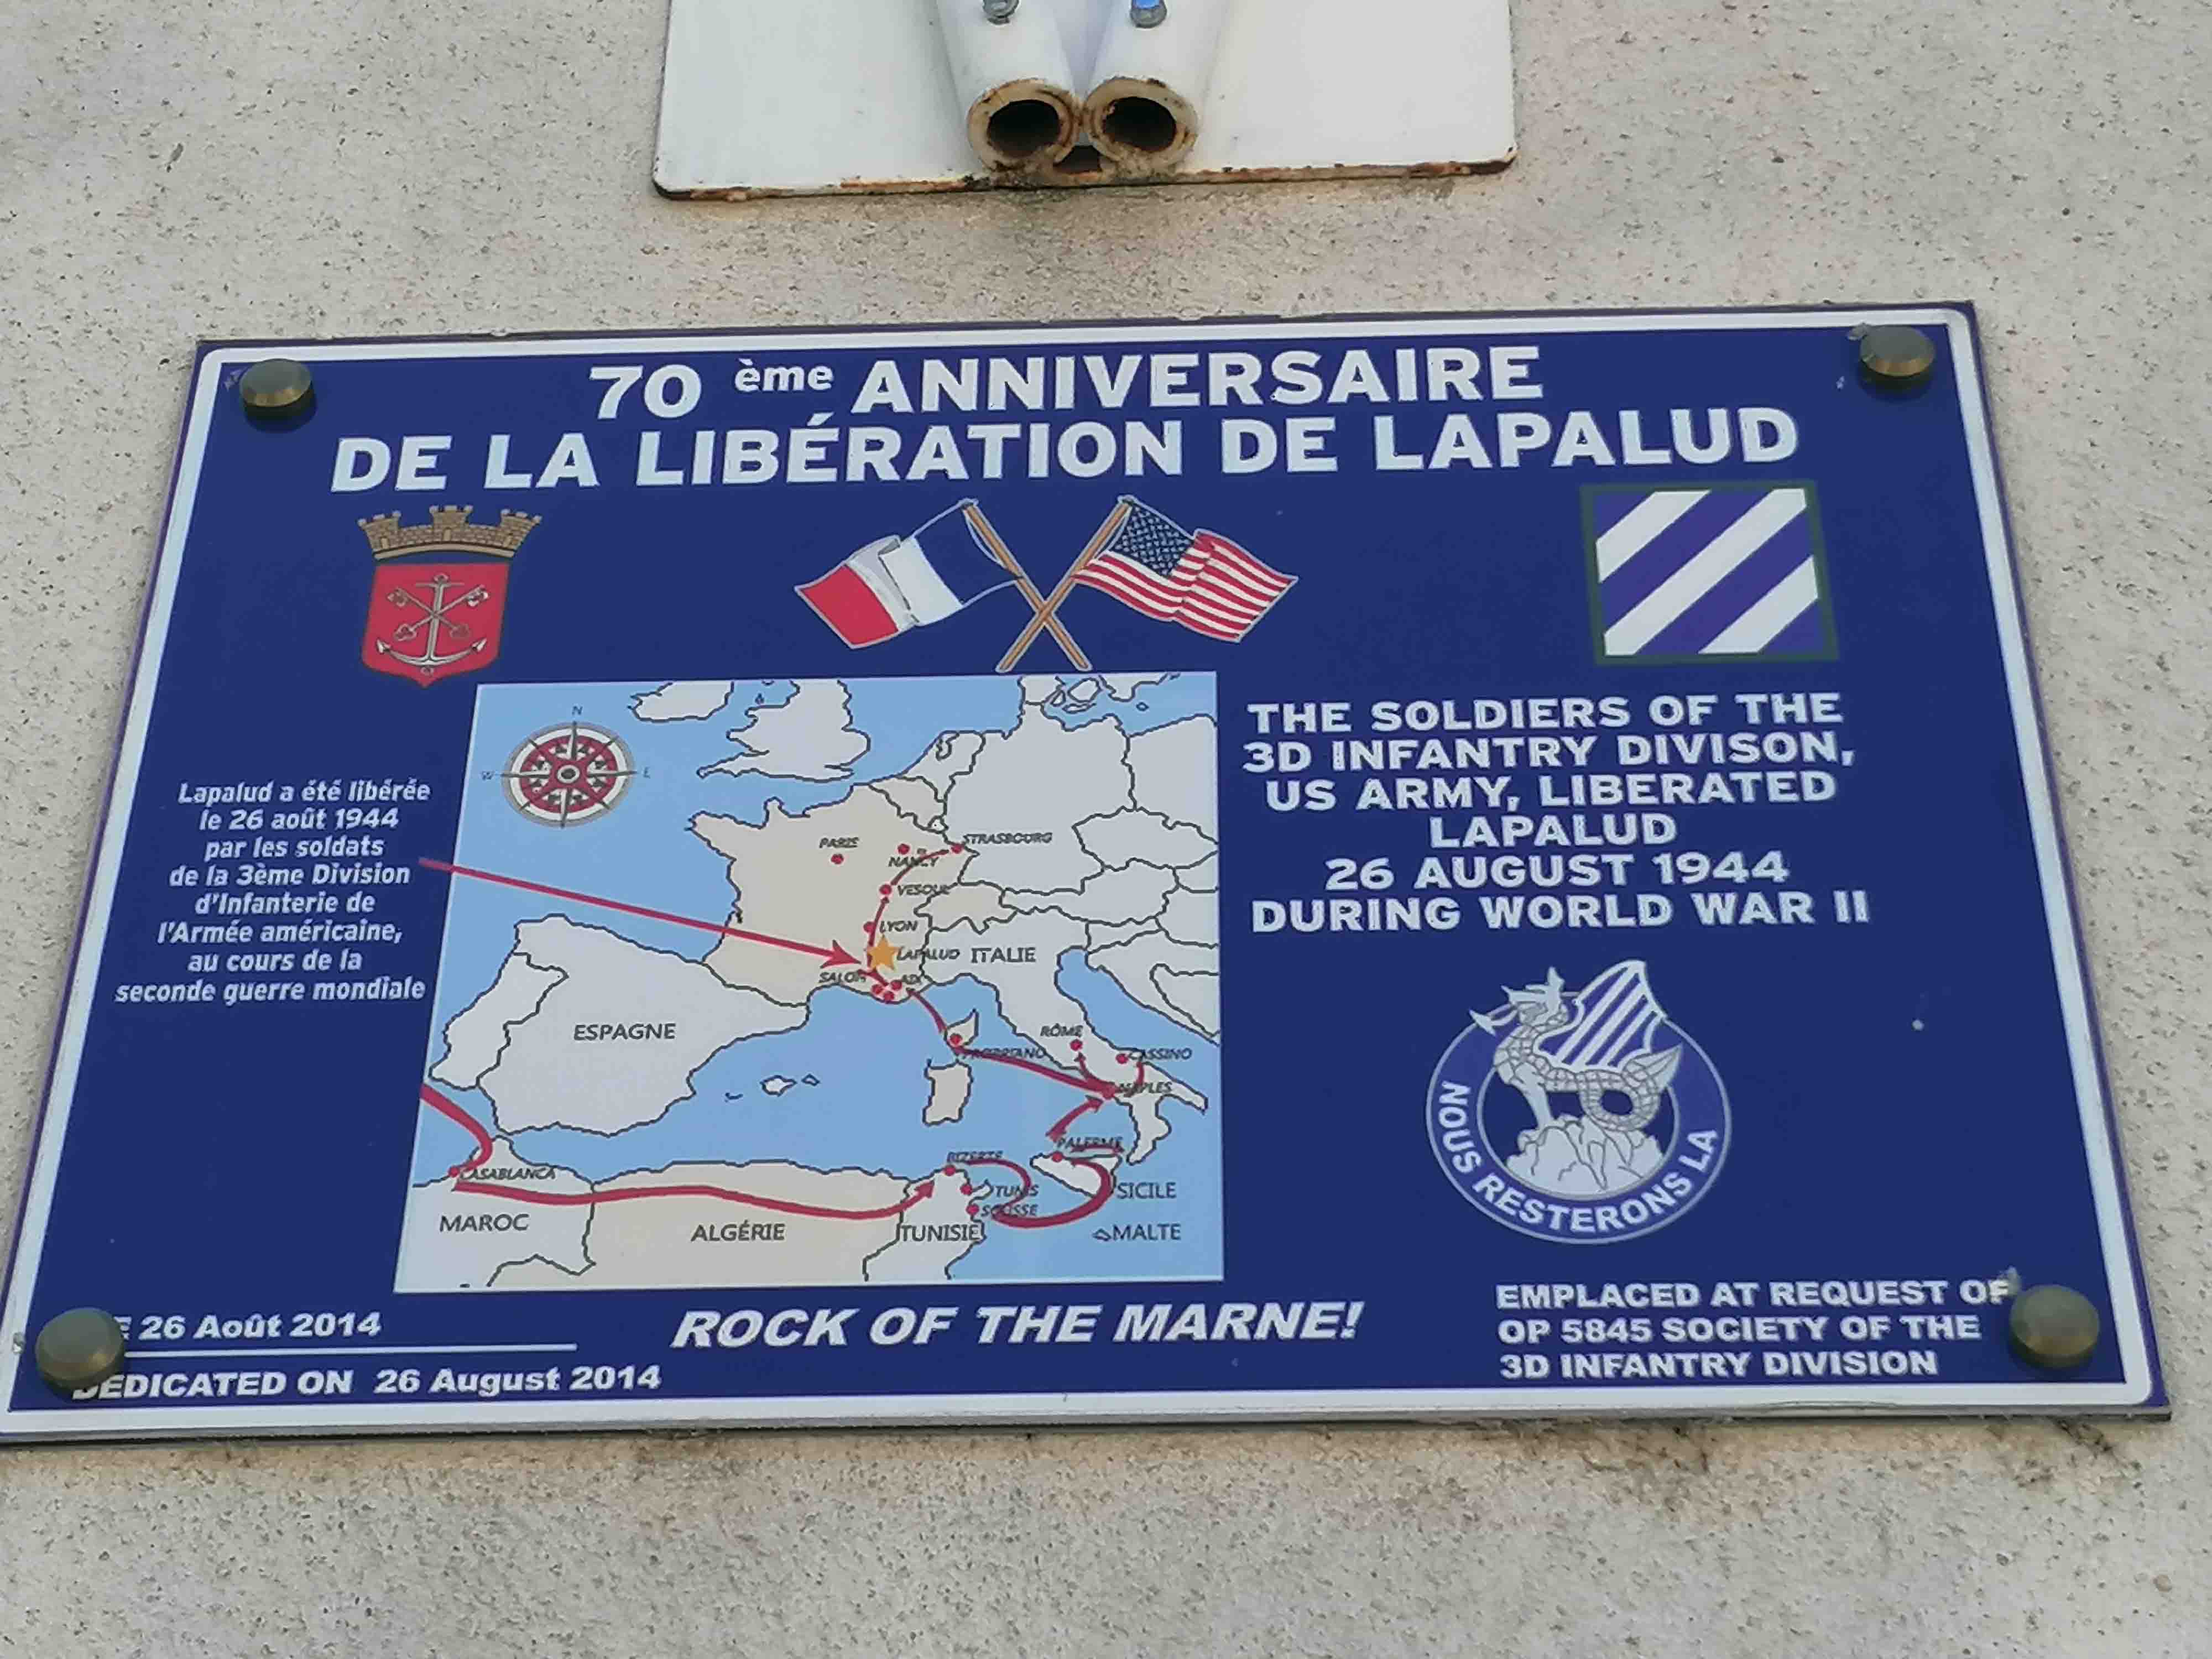 70 ème ANNIVERSAIRE
DE LA LIBÉRATION DE LAPALUD
Lapalud a été libérée
le 26 août 1944
par les soldats
de la 3ème Division
d'Infanterie de
l'Armée américaine,
au cours de la
seconde guerre mondiale
N
W
E
PARIS
STRASBOURG
NANCY
VESOUL
LYON
LAPALUD
ITALIE
SALON
AIX
ESPAGNE
RÔME
CASSINO
PROPRIANO
NAPLES
PALERME
BIZERTE
CASABLANCA
TUNIS
SICILE
SOUSSE
MAROC
ALGÉRIE
TUNISIE
MALTE
THE SOLDIERS OF THE
3D INFANTRY DIVISON,
US ARMY, LIBERATED
LAPALUD
26 AUGUST 1944
DURING WORLD WAR II
NOUS RESTERONS LA
26 Août 2014
DEDICATED ON 26 August 2014
ROCK OF THE MARNE!
EMPLACED AT REQUEST OF
OP 5845 SOCIETY OF THE
3D INFANTRY DIVISION